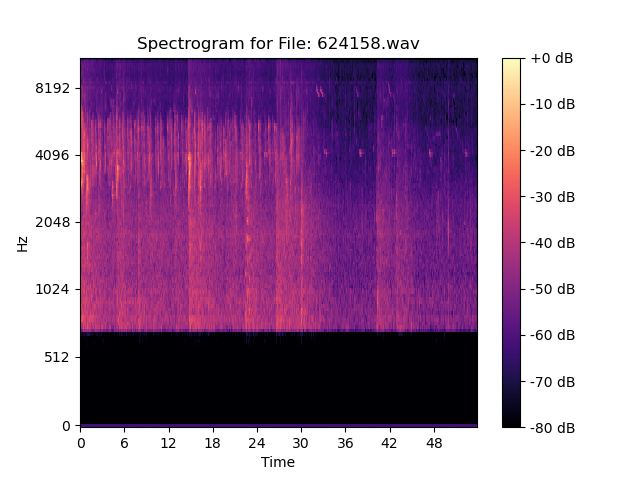 Spectrogram for File: 624158.wav
Hz
8192
4096
2048
1024
512
0
0 6 12 18 24 30 36 42 48
Time
+0 dB
-10 dB
-20 dB
-30 dB
-40 dB
-50 dB
-60 dB
-70 dB
-80 dB